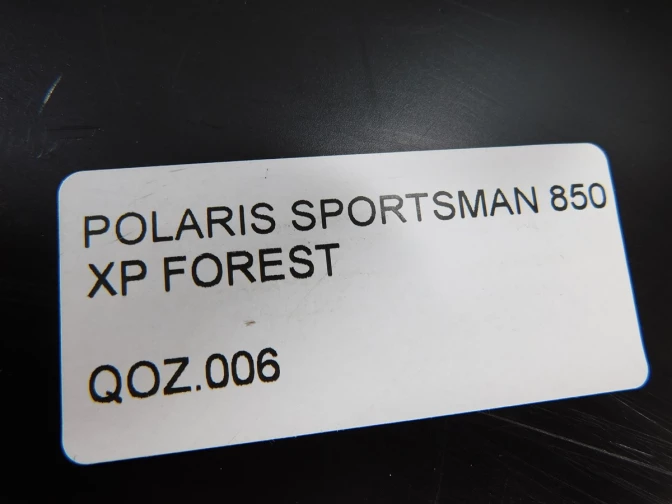 POLARIS SPORTSMAN 850
XP FOREST
QOZ.006